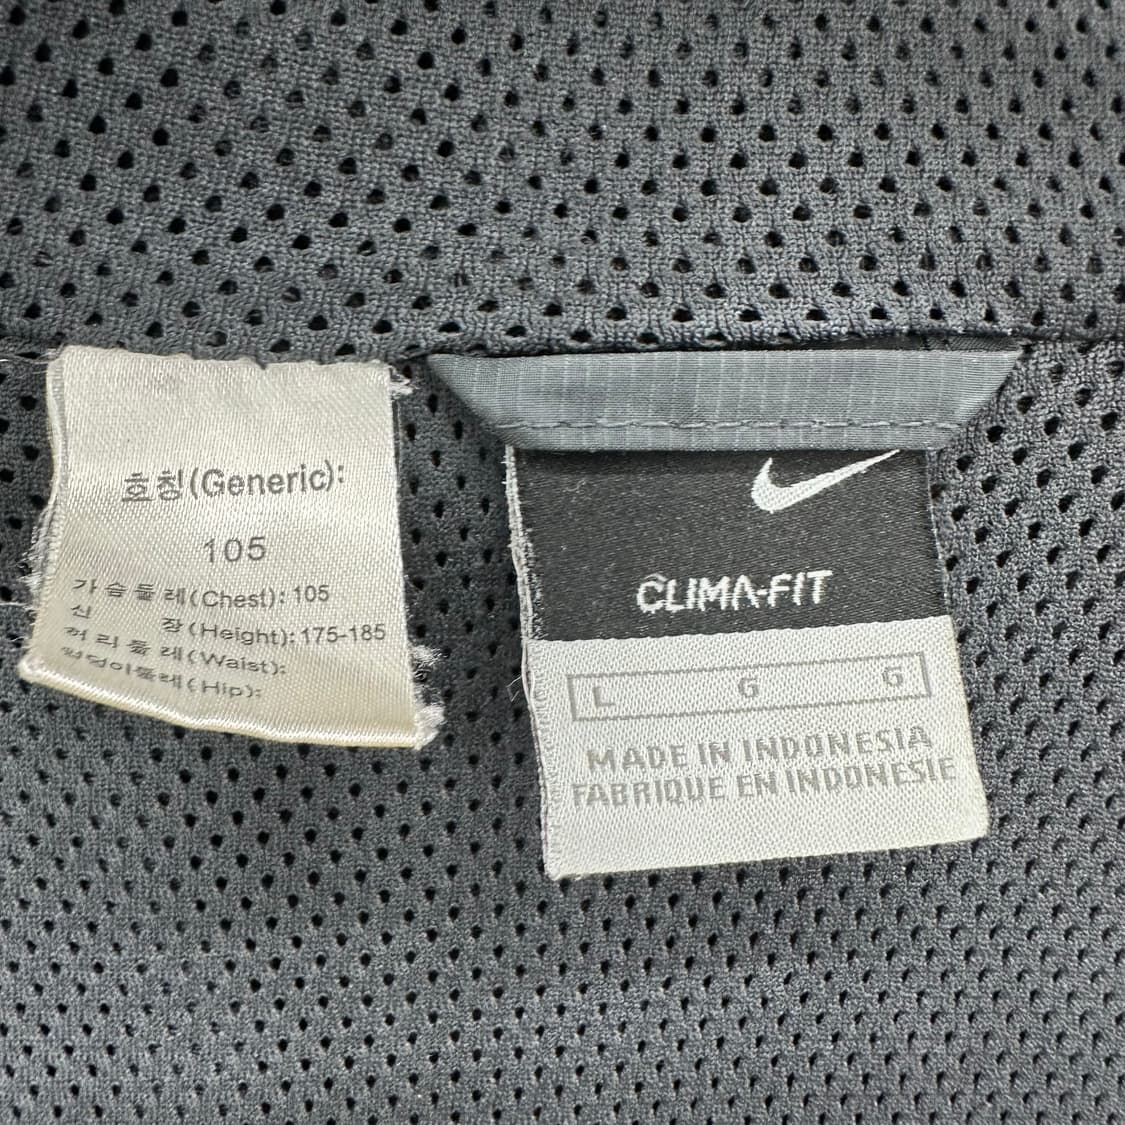 호칭(Generic):
105
가슴둘레(Chest): 105
신 장(Height): 175-185
허리둘레(Waist):
엉덩이둘레(Hip):
CLIMA-FIT
L G G
MADE IN INDONESIA
FABRIQUE EN INDONESIE